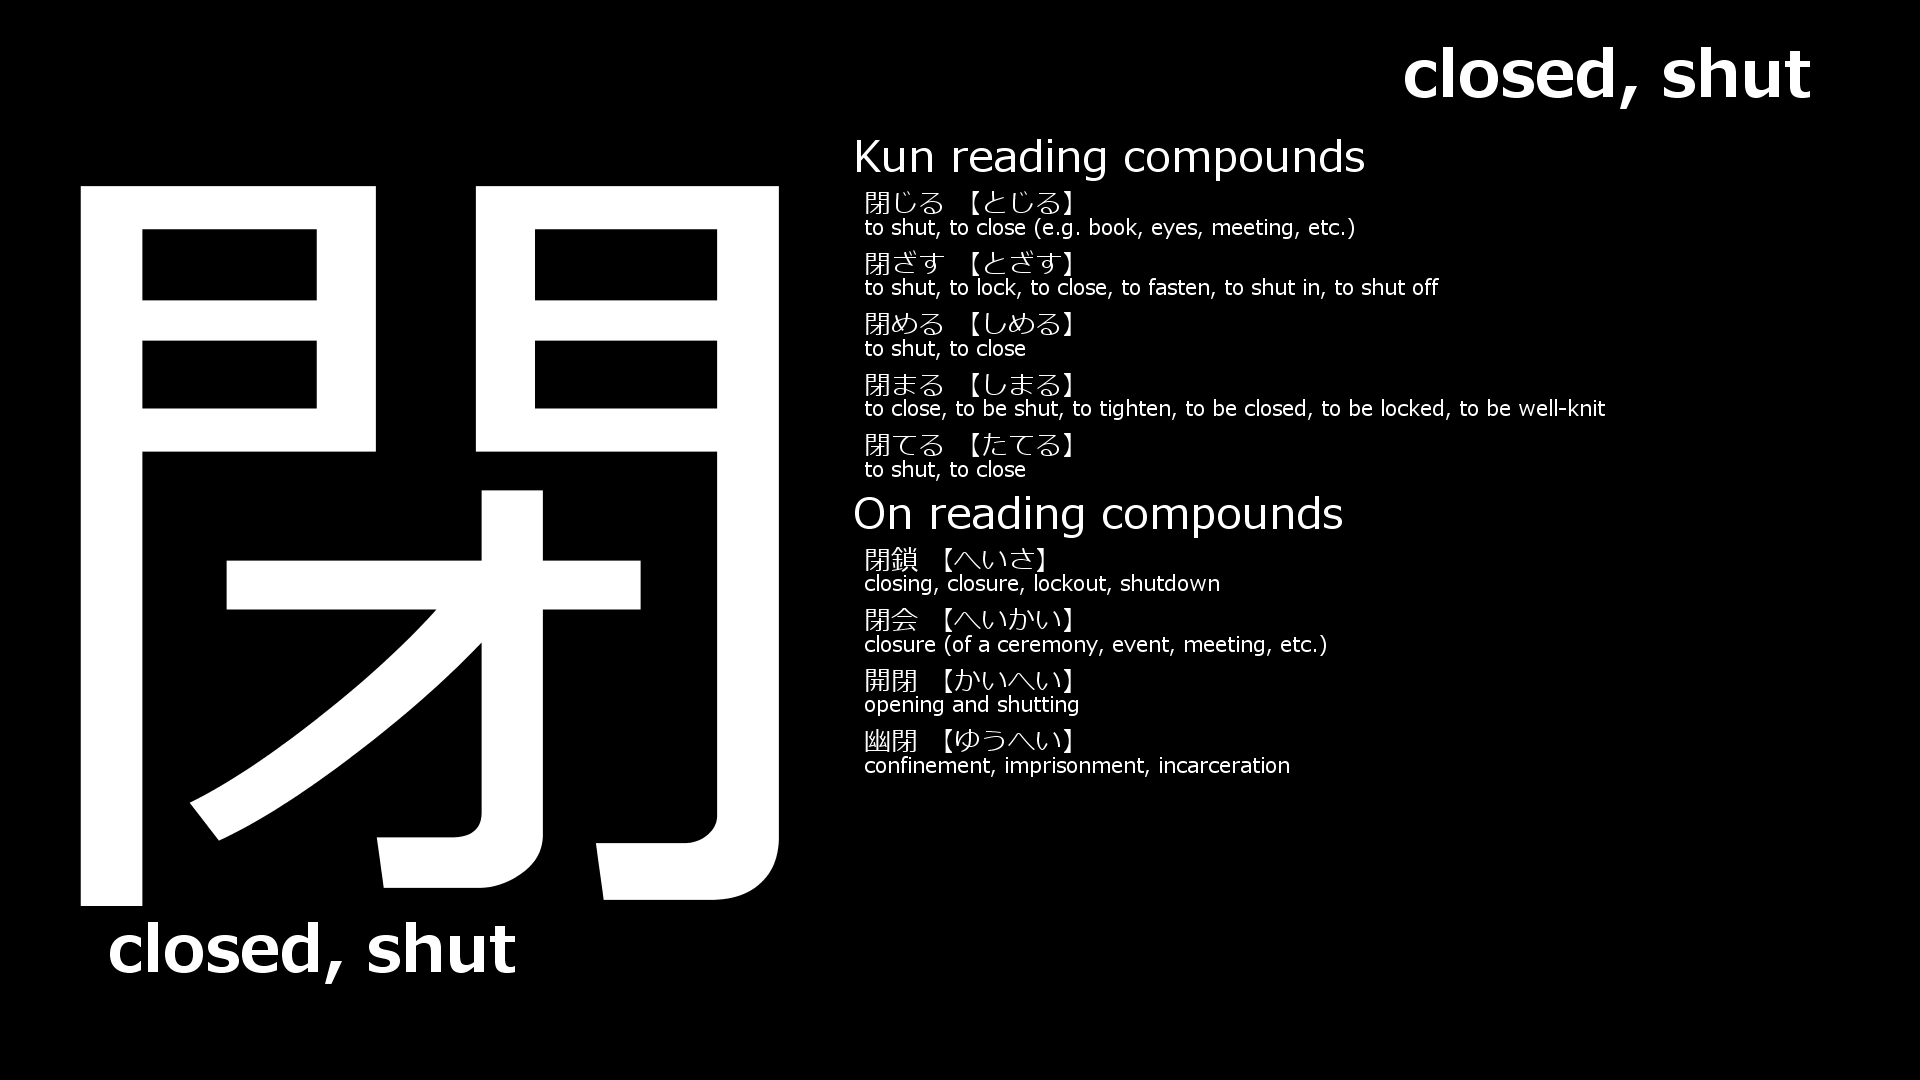 closed, shut
閉
closed, shut
Kun reading compounds
閉じる 【とじる】
to shut, to close (e.g. book, eyes, meeting, etc.)
閉ざす 【とざす】
to shut, to lock, to close, to fasten, to shut in, to shut off
閉める 【しめる】
to shut, to close
閉まる 【しまる】
to close, to be shut, to tighten, to be closed, to be locked, to be well-knit
閉てる 【たてる】
to shut, to close
On reading compounds
閉鎖 【へいさ】
closing, closure, lockout, shutdown
閉会 【へいかい】
closure (of a ceremony, event, meeting, etc.)
開閉 【かいへい】
opening and shutting
幽閉 【ゆうへい】
confinement, imprisonment, incarceration